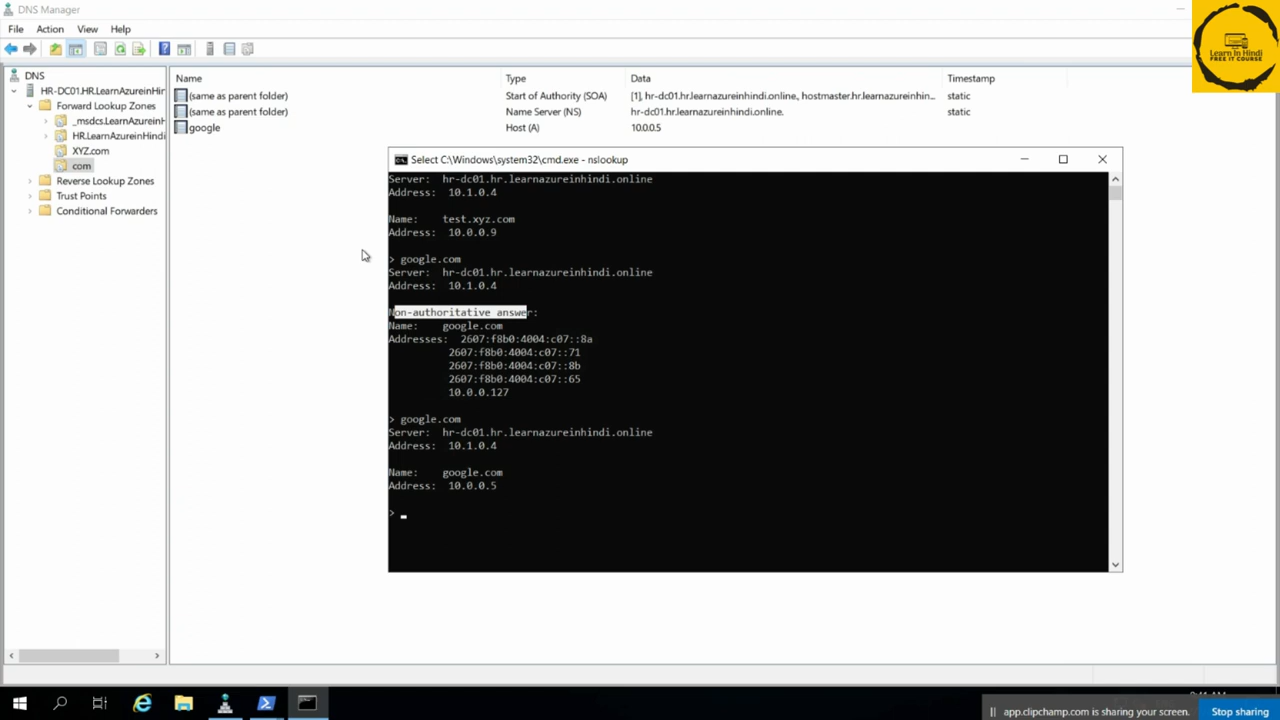 DNS Manager
File Action View Help
Learn In Hindi
FREE IT COURSE
DNS
HR-DC01.HR.LearnAzureinHir
Forward Lookup Zones
_msdcs.LearnAzureinH
HR.LearnAzureinHindi
XYZ.com
com
Reverse Lookup Zones
Trust Points
Conditional Forwarders
Name Type Data Timestamp
(same as parent folder) Start of Authority (SOA) [1], hr-dc01.hr.learnazureinhindi.online., hostmaster.hr.learnazureinhin... static
(same as parent folder) Name Server (NS) hr-dc01.hr.learnazureinhindi.online. static
google Host (A) 10.0.0.5
Select C:\Windows\system32\cmd.exe - nslookup
Server: hr-dc01.hr.learnazureinhindi.online
Address: 10.1.0.4
Name: test.xyz.com
Address: 10.0.0.9
> google.com
Server: hr-dc01.hr.learnazureinhindi.online
Address: 10.1.0.4
Non-authoritative answer:
Name: google.com
Addresses: 2607:f8b0:4004:c07::8a
2607:f8b0:4004:c07::71
2607:f8b0:4004:c07::8b
2607:f8b0:4004:c07::65
10.0.0.127
> google.com
Server: hr-dc01.hr.learnazureinhindi.online
Address: 10.1.0.4
Name: google.com
Address: 10.0.0.5
>
app.clipchamp.com is sharing your screen.
Stop sharing